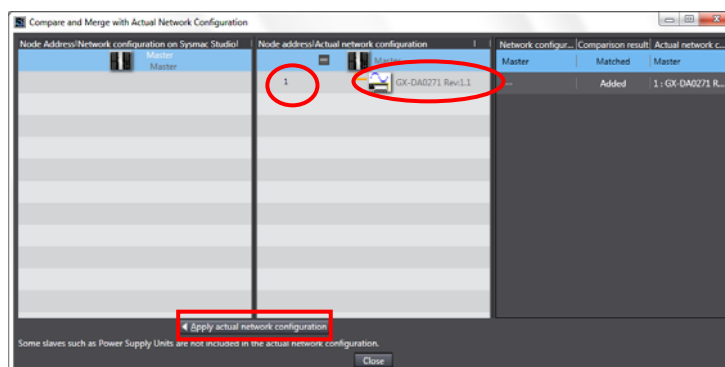 Compare and Merge with Actual Network Configuration
Node Address|Network configuration on Sysmac Studio| Node address|Actual network configuration Network configur... Comparison result Actual network c...
Master Master Master Matched Master
Master
1 GX-DA0271 Rev:1.1 --- Added 1 : GX-DA0271 R...
Apply actual network configuration
Some slaves such as Power Supply Units are not included in the actual network configuration.
Close